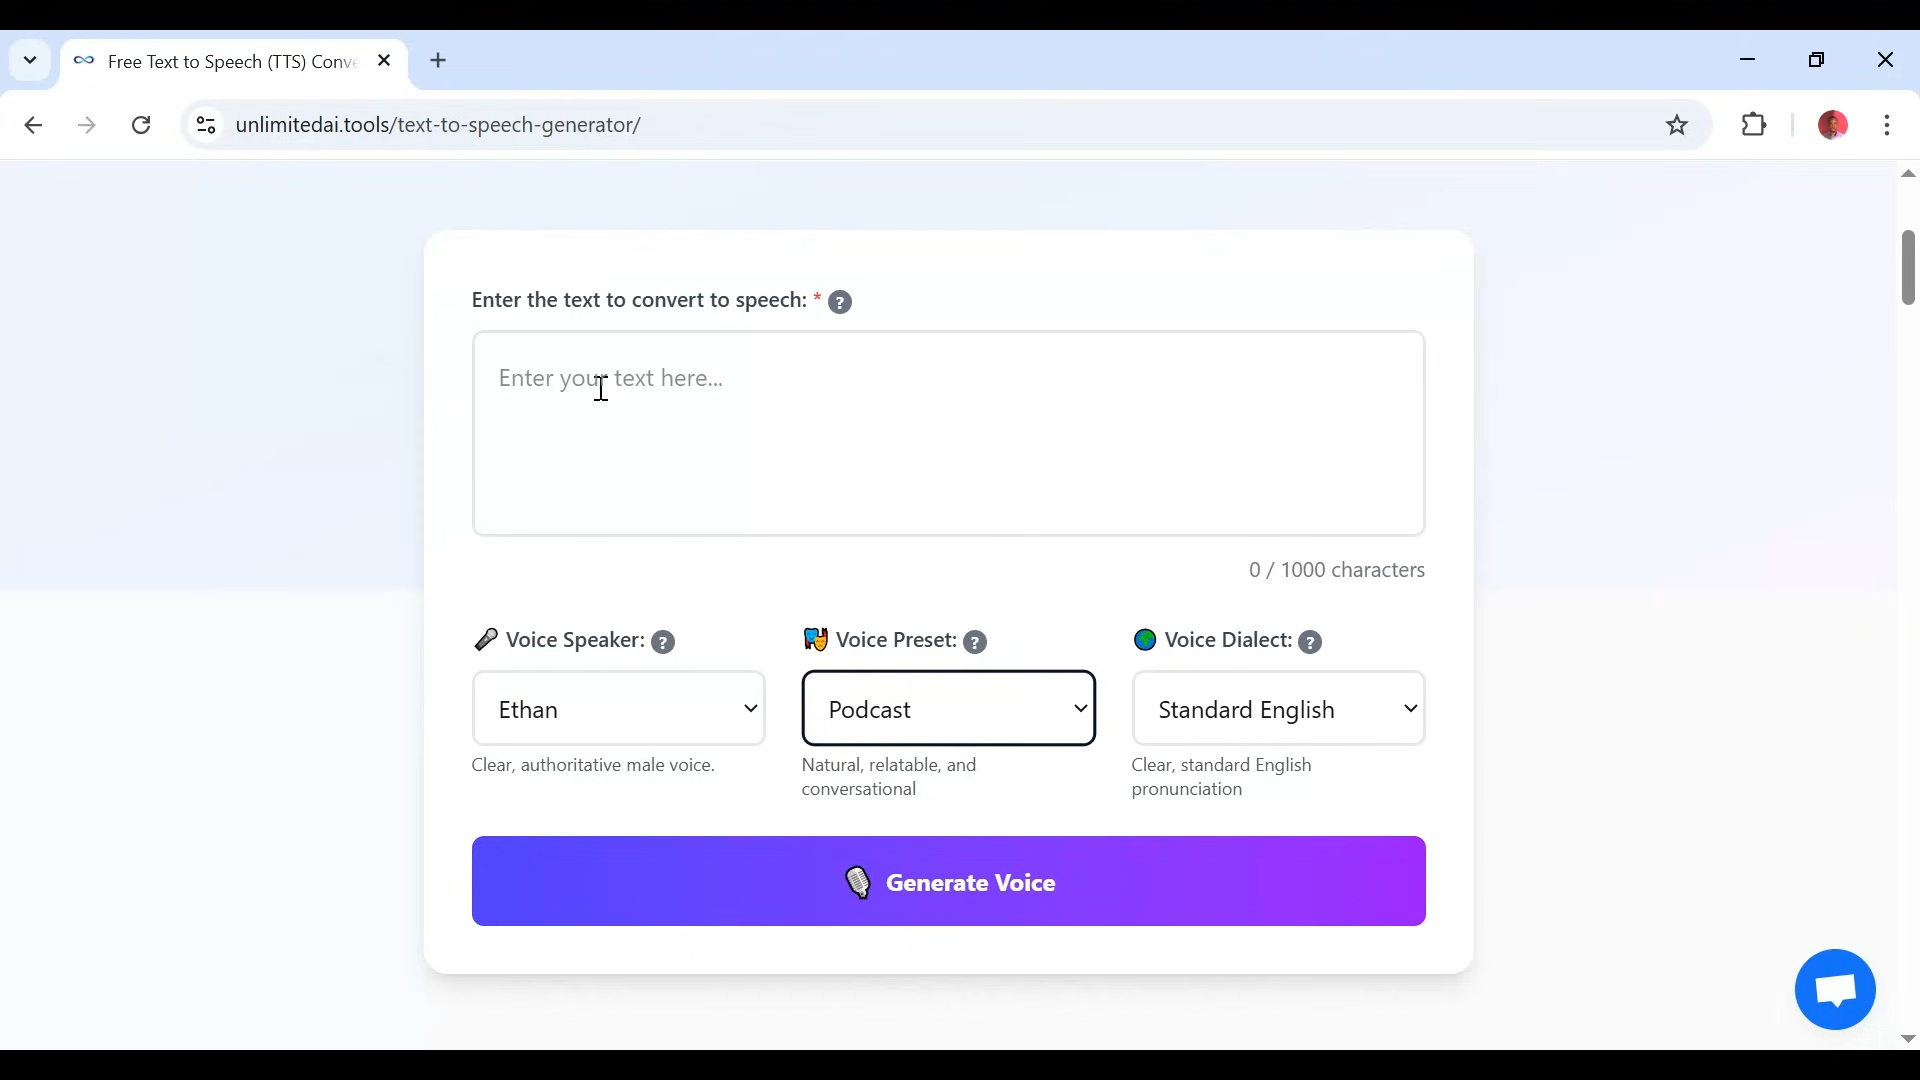 Free Text to Speech (TTS) Conve
unlimitedai.tools/text-to-speech-generator/
Enter the text to convert to speech: * ?
Enter your text here...
0 / 1000 characters
Voice Speaker: ? Voice Preset: ? Voice Dialect: ?
Ethan Podcast Standard English
Clear, authoritative male voice. Natural, relatable, and Clear, standard English
conversational pronunciation
Generate Voice